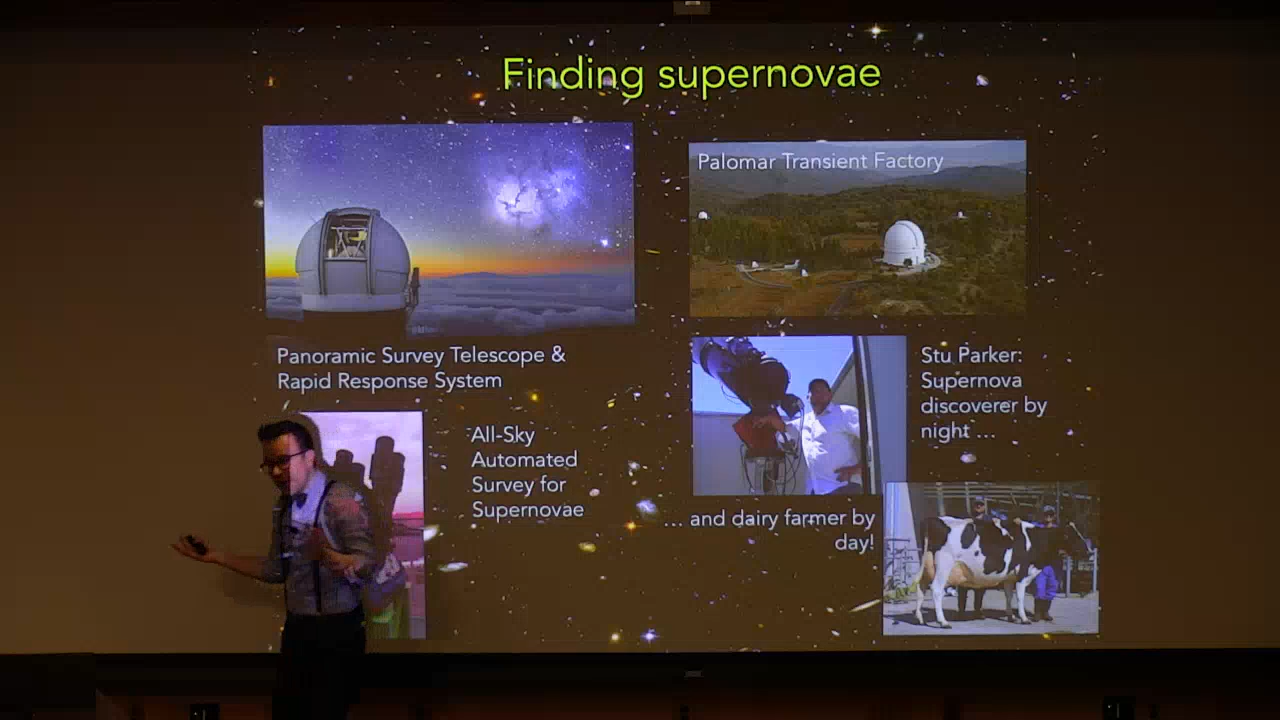 Finding supernovae
Palomar Transient Factory
Panoramic Survey Telescope &
Rapid Response System
Stu Parker:
Supernova
discoverer by
night ...
All-Sky
Automated
Survey for
Supernovae
... and dairy farmer by
day!